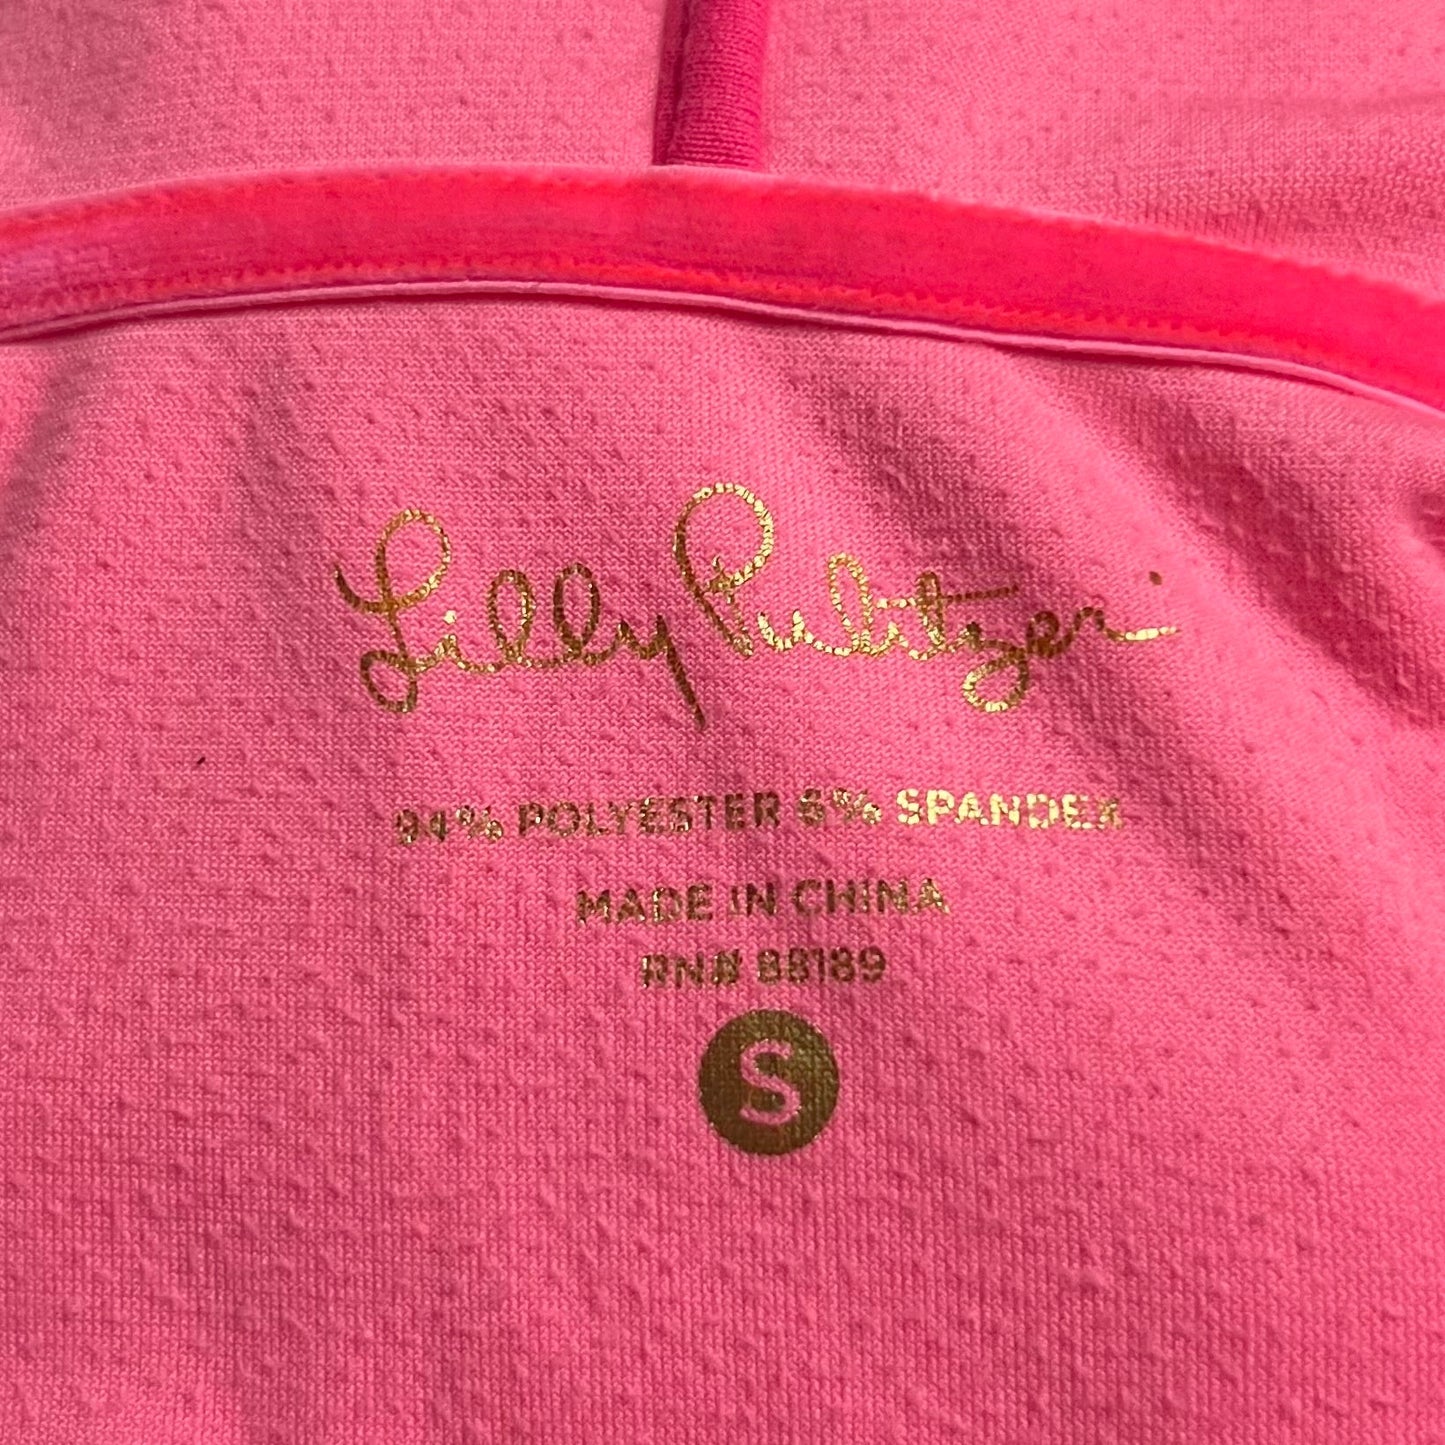 Lilly Pulitzer
94% POLYESTER 6% SPANDEX
MADE IN CHINA
RN# 88189
S